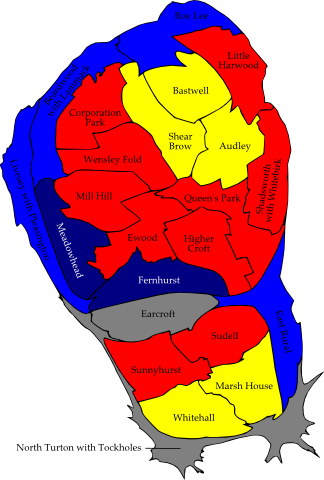 Roe Lee
Little
Harwood
Beardwood
with Lammack
Bastwell
Corporation
Park
Shear
Brow
Audley
Wensley Fold
Livesey with Pleasington
Shadsworth
with Whitebirk
Mill Hill
Queen's Park
Meadowhead
Ewood
Higher
Croft
Fernhurst
Earcroft
East Rural
Sudell
Sunnyhurst
Marsh House
Whitehall
North Turton with Tockholes